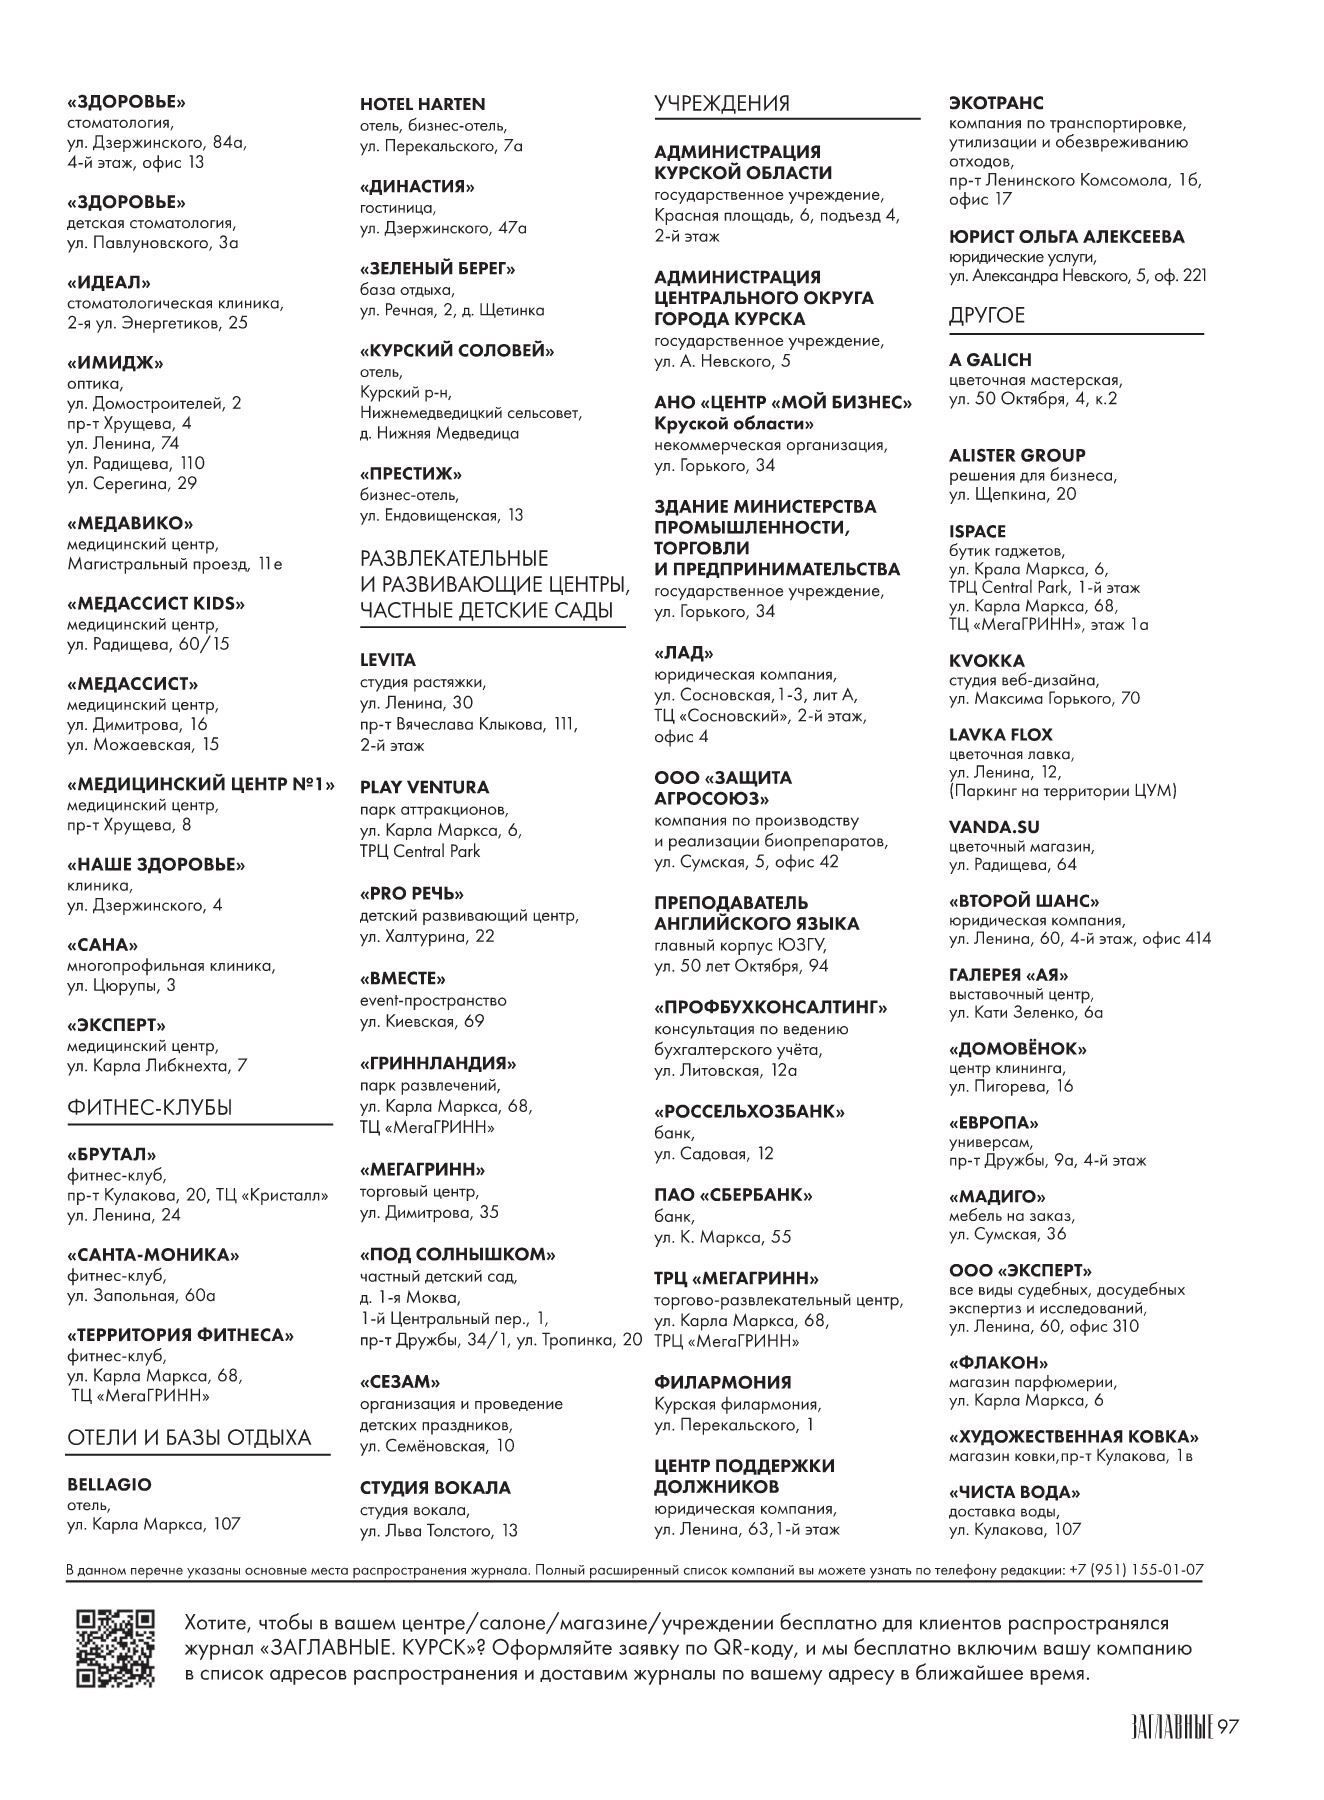 «ЗДОРОВЬЕ»
стоматология,
ул. Дзержинского, 84а,
4-й этаж, офис 13
«ЗДОРОВЬЕ»
детская стоматология,
ул. Павлуновского, 3а
«ИДЕАЛ»
стоматологическая клиника,
2-я ул. Энергетиков, 25
«ИМИДЖ»
оптика,
ул. Домостроителей, 2
пр-т Хрущева, 4
ул. Ленина, 74
ул. Радищева, 110
ул. Серегина, 29
«МЕДАВИКО»
медицинский центр,
Магистральный проезд, 11е
«МЕДАССИСТ KIDS»
медицинский центр,
ул. Радищева, 60/15
«МЕДАССИСТ»
медицинский центр,
ул. Димитрова, 16
ул. Можаевская, 15
«МЕДИЦИНСКИЙ ЦЕНТР №1»
медицинский центр,
пр-т Хрущева, 8
«НАШЕ ЗДОРОВЬЕ»
клиника,
ул. Дзержинского, 4
«САНА»
многопрофильная клиника,
ул. Цюрупы, 3
«ЭКСПЕРТ»
медицинский центр,
ул. Карла Либкнехта, 7
ФИТНЕС-КЛУБЫ
«БРУТАЛ»
фитнес-клуб,
пр-т Кулакова, 20, ТЦ «Кристалл»
ул. Ленина, 24
«САНТА-МОНИКА»
фитнес-клуб,
ул. Запольная, 60а
«ТЕРРИТОРИЯ ФИТНЕСА»
фитнес-клуб,
ул. Карла Маркса, 68,
ТЦ «МегаГРИНН»
ОТЕЛИ И БАЗЫ ОТДЫХА
BELLAGIO
отель,
ул. Карла Маркса, 107
HOTEL HARTEN
отель, бизнес-отель,
ул. Перекальского, 7а
«ДИНАСТИЯ»
гостиница,
ул. Дзержинского, 47а
«ЗЕЛЕНЫЙ БЕРЕГ»
база отдыха,
ул. Речная, 2, д. Щетинка
«КУРСКИЙ СОЛОВЕЙ»
отель,
Курский р-н,
Нижнемедведицкий сельсовет,
д. Нижняя Медведица
«ПРЕСТИЖ»
бизнес-отель,
ул. Ендовищенская, 13
РАЗВЛЕКАТЕЛЬНЫЕ
И РАЗВИВАЮЩИЕ ЦЕНТРЫ,
ЧАСТНЫЕ ДЕТСКИЕ САДЫ
LEVITA
студия растяжки,
ул. Ленина, 30
пр-т Вячеслава Клыкова, 111,
2-й этаж
PLAY VENTURA
парк аттракционов,
ул. Карла Маркса, 6,
ТРЦ Central Park
«PRO РЕЧЬ»
детский развивающий центр,
ул. Халтурина, 22
«ВМЕСТЕ»
event-пространство
ул. Киевская, 69
«ГРИННЛАНДИЯ»
парк развлечений,
ул. Карла Маркса, 68,
ТЦ «МегаГРИНН»
«МЕГАГРИНН»
торговый центр,
ул. Димитрова, 35
«ПОД СОЛНЫШКОМ»
частный детский сад,
д. 1-я Моква,
1-й Центральный пер., 1,
пр-т Дружбы, 34/1, ул. Тропинка, 20
«СЕЗАМ»
организация и проведение
детских праздников,
ул. Семёновская, 10
СТУДИЯ ВОКАЛА
студия вокала,
ул. Льва Толстого, 13
УЧРЕЖДЕНИЯ
АДМИНИСТРАЦИЯ
КУРСКОЙ ОБЛАСТИ
государственное учреждение,
Красная площадь, 6, подъезд 4,
2-й этаж
АДМИНИСТРАЦИЯ
ЦЕНТРАЛЬНОГО ОКРУГА
ГОРОДА КУРСКА
государственное учреждение,
ул. А. Невского, 5
АНО «ЦЕНТР «МОЙ БИЗНЕС»
Круской области»
некоммерческая организация,
ул. Горького, 34
ЗДАНИЕ МИНИСТЕРСТВА
ПРОМЫШЛЕННОСТИ,
ТОРГОВЛИ
И ПРЕДПРИНИМАТЕЛЬСТВА
государственное учреждение,
ул. Горького, 34
«ЛАД»
юридическая компания,
ул. Сосновская,1-3, лит А,
ТЦ «Сосновский», 2-й этаж,
офис 4
ООО «ЗАЩИТА
АГРОСОЮЗ»
компания по производству
и реализации биопрепаратов,
ул. Сумская, 5, офис 42
ПРЕПОДАВАТЕЛЬ
АНГЛИЙСКОГО ЯЗЫКА
главный корпус ЮЗГУ,
ул. 50 лет Октября, 94
«ПРОФБУХКОНСАЛТИНГ»
консультация по ведению
бухгалтерского учёта,
ул. Литовская, 12а
«РОССЕЛЬХОЗБАНК»
банк,
ул. Садовая, 12
ПАО «СБЕРБАНК»
банк,
ул. К. Маркса, 55
ТРЦ «МЕГАГРИНН»
торгово-развлекательный центр,
ул. Карла Маркса, 68,
ТРЦ «МегаГРИНН»
ФИЛАРМОНИЯ
Курская филармония,
ул. Перекальского, 1
ЦЕНТР ПОДДЕРЖКИ
ДОЛЖНИКОВ
юридическая компания,
ул. Ленина, 63,1-й этаж
ЭКОТРАНС
компания по транспортировке,
утилизации и обезвреживанию
отходов,
пр-т Ленинского Комсомола, 1б,
офис 17
ЮРИСТ ОЛЬГА АЛЕКСЕЕВА
юридические услуги,
ул. Александра Невского, 5, оф. 221
ДРУГОЕ
A GALICH
цветочная мастерская,
ул. 50 Октября, 4, к.2
ALISTER GROUP
решения для бизнеса,
ул. Щепкина, 20
ISPACE
бутик гаджетов,
ул. Крала Маркса, 6,
ТРЦ Central Park, 1-й этаж
ул. Карла Маркса, 68,
ТЦ «МегаГРИНН», этаж 1а
KVOKKA
студия веб-дизайна,
ул. Максима Горького, 70
LAVKA FLOX
цветочная лавка,
ул. Ленина, 12,
(Паркинг на территории ЦУМ)
VANDA.SU
цветочный магазин,
ул. Радищева, 64
«ВТОРОЙ ШАНС»
юридическая компания,
ул. Ленина, 60, 4-й этаж, офис 414
ГАЛЕРЕЯ «АЯ»
выставочный центр,
ул. Кати Зеленко, 6а
«ДОМОВЁНОК»
центр клининга,
ул. Пигорева, 16
«ЕВРОПА»
универсам,
пр-т Дружбы, 9а, 4-й этаж
«МАДИГО»
мебель на заказ,
ул. Сумская, 36
ООО «ЭКСПЕРТ»
все виды судебных, досудебных
экспертиз и исследований,
ул. Ленина, 60, офис 310
«ФЛАКОН»
магазин парфюмерии,
ул. Карла Маркса, 6
«ХУДОЖЕСТВЕННАЯ КОВКА»
магазин ковки,пр-т Кулакова, 1в
«ЧИСТА ВОДА»
доставка воды,
ул. Кулакова, 107
В данном перечне указаны основные места распространения журнала. Полный расширенный список компаний вы можете узнать по телефону редакции: +7 (951) 155-01-07
Хотите, чтобы в вашем центре/салоне/магазине/учреждении бесплатно для клиентов распространялся
журнал «ЗАГЛАВНЫЕ. КУРСК»? Оформляйте заявку по QR-коду, и мы бесплатно включим вашу компанию
в список адресов распространения и доставим журналы по вашему адресу в ближайшее время.
ЗАГЛАВНЫЕ 97